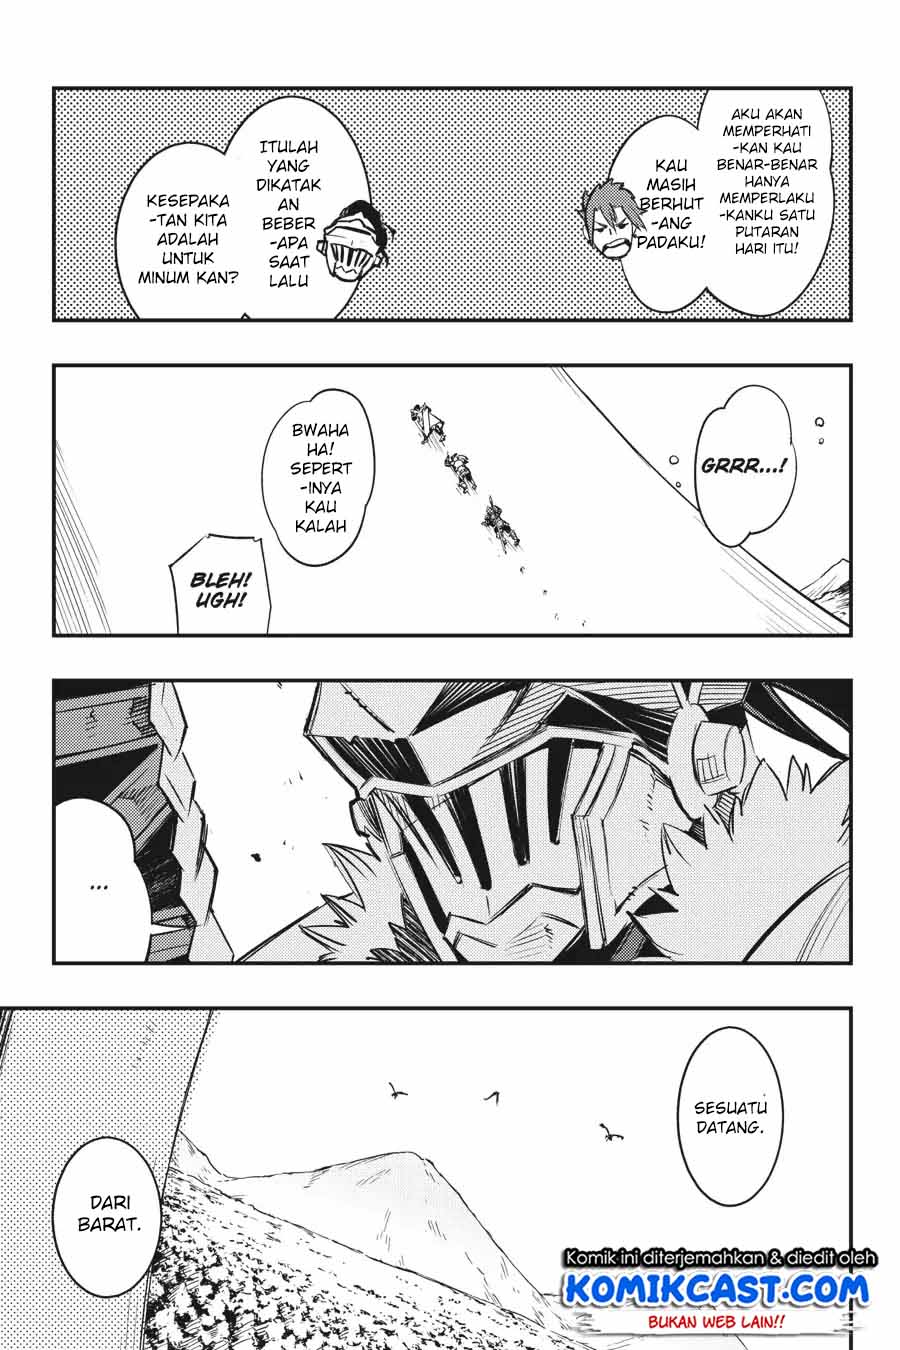 AKU AKAN
MEMPERHATI
-KAN KAU
BENAR-BENAR
HANYA
MEMPERLAKU
-KANKU SATU
PUTARAN
HARI ITU!
KAU
MASIH
BERHUT
-ANG
PADAKU!
ITULAH
YANG
DIKATAK
AN
BEBER
-APA
SAAT
LALU
KESEPAKA
-TAN KITA
ADALAH
UNTUK
MINUM KAN?
GRRR...!
BWAHA
HA!
SEPERT
-INYA
KAU
KALAH
BLEH!
UGH!
...
SESUATU
DATANG.
DARI
BARAT.
Komik ini diterjemahkan & diedit oleh
KOMIKCAST.COM
BUKAN WEB LAIN!!